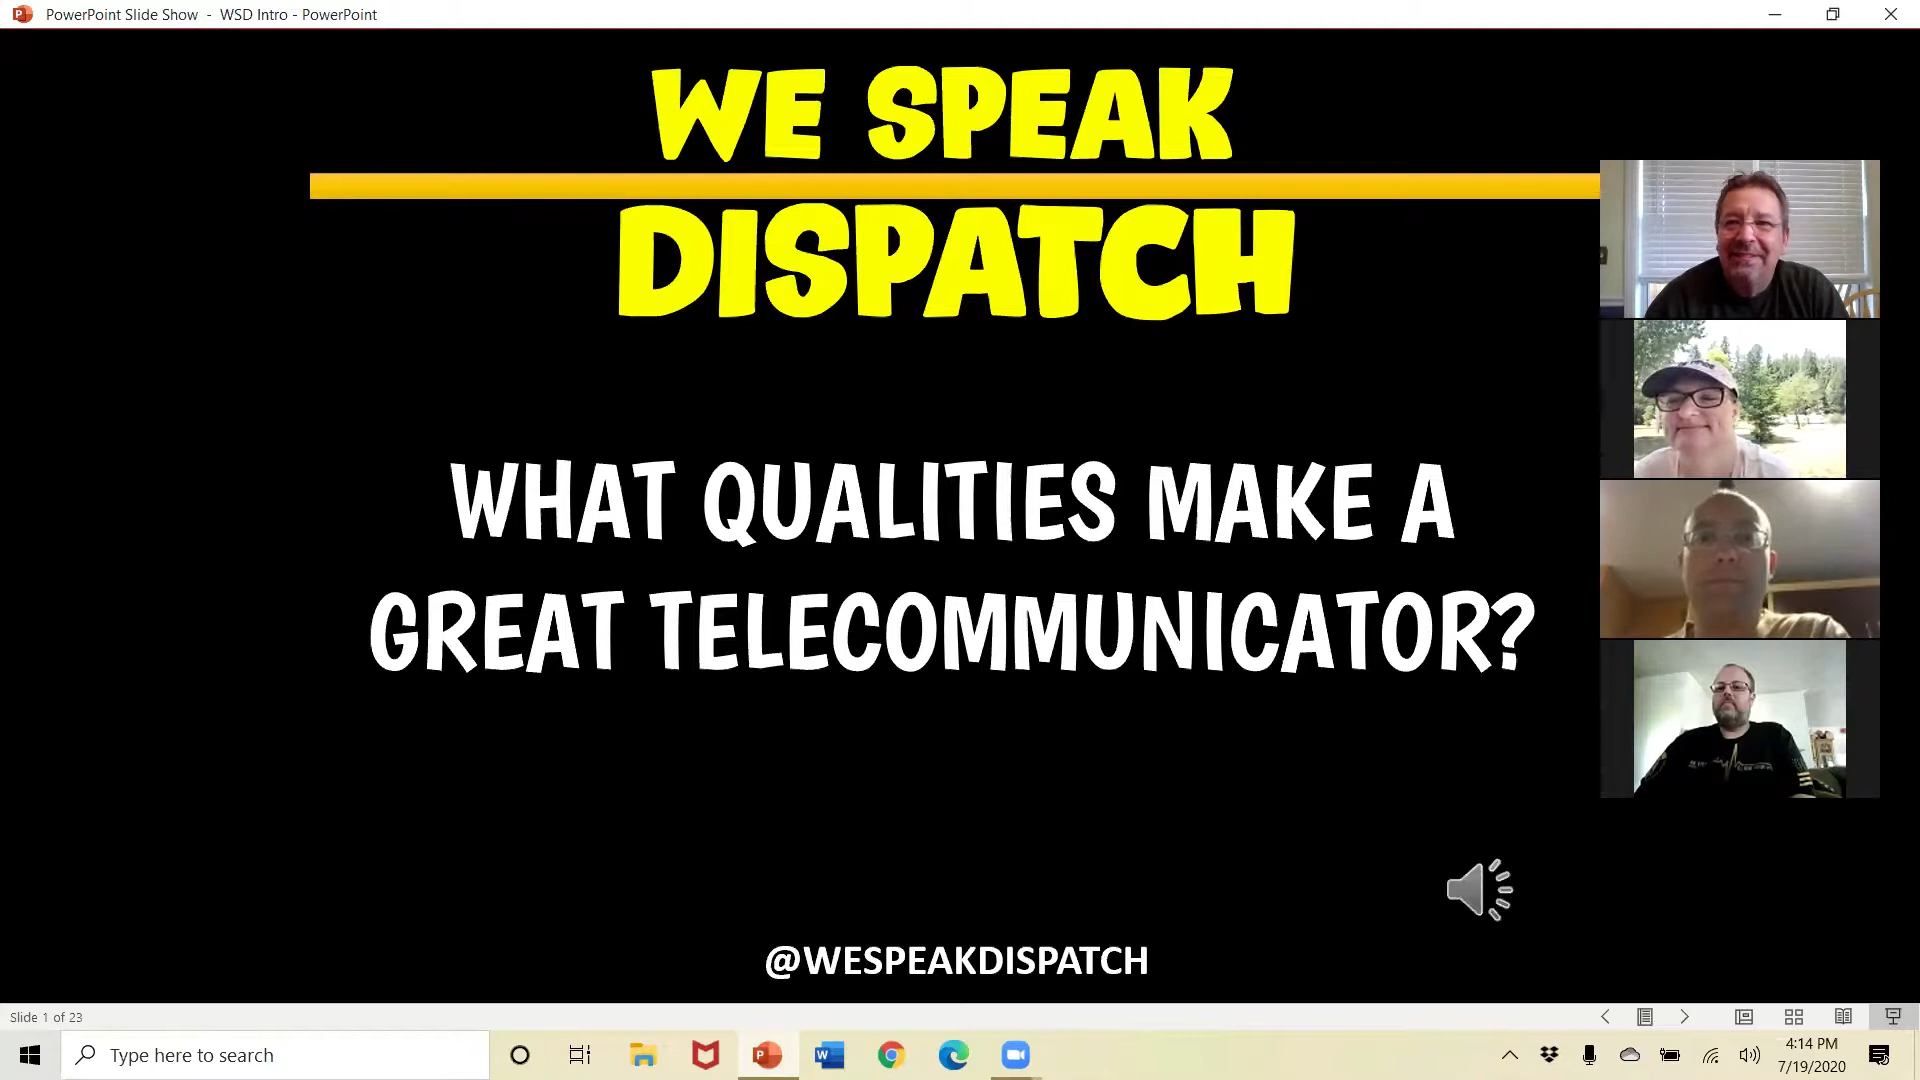 PowerPoint Slide Show - WSD Intro - PowerPoint
WE SPEAK
DISPATCH
WHAT QUALITIES MAKE A
GREAT TELECOMMUNICATOR?
@WESPEAKDISPATCH
Slide 1 of 23
Type here to search
4:14 PM
7/19/2020